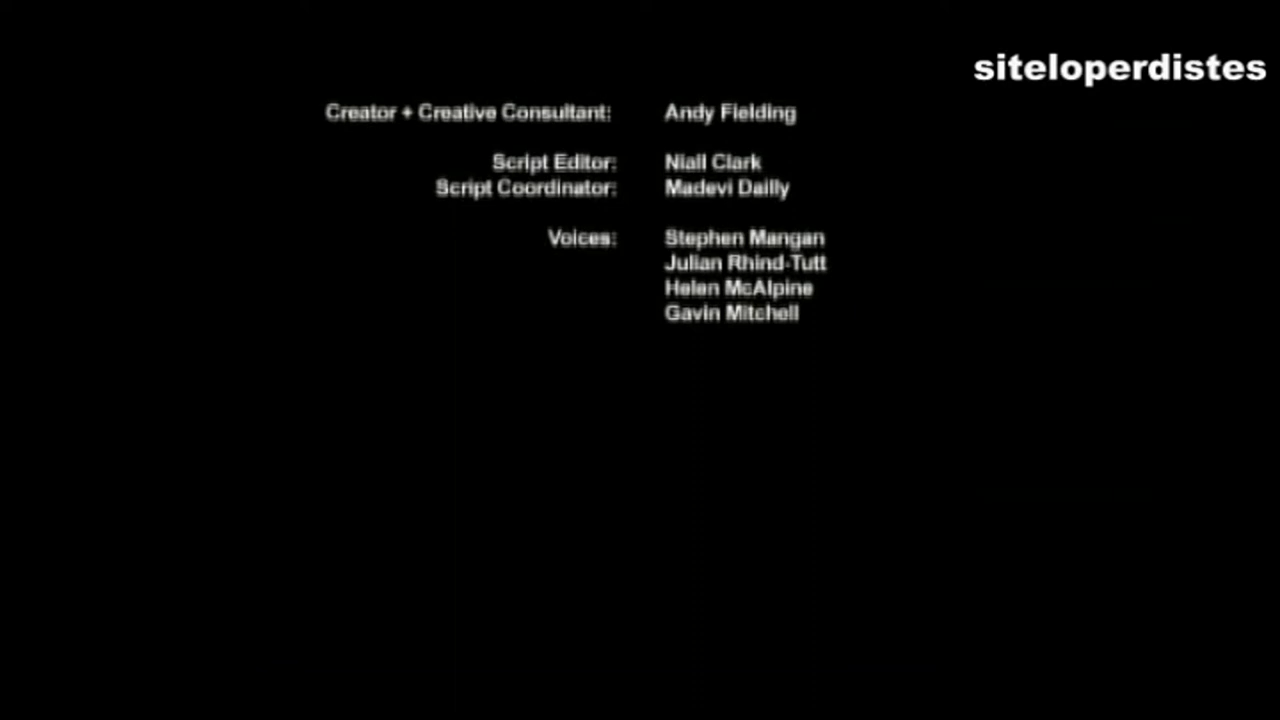 siteloperdistes
Creator + Creative Consultant: Andy Fielding
Script Editor: Niall Clark
Script Coordinator: Madevi Dailly
Voices: Stephen Mangan
Julian Rhind-Tutt
Helen McAlpine
Gavin Mitchell